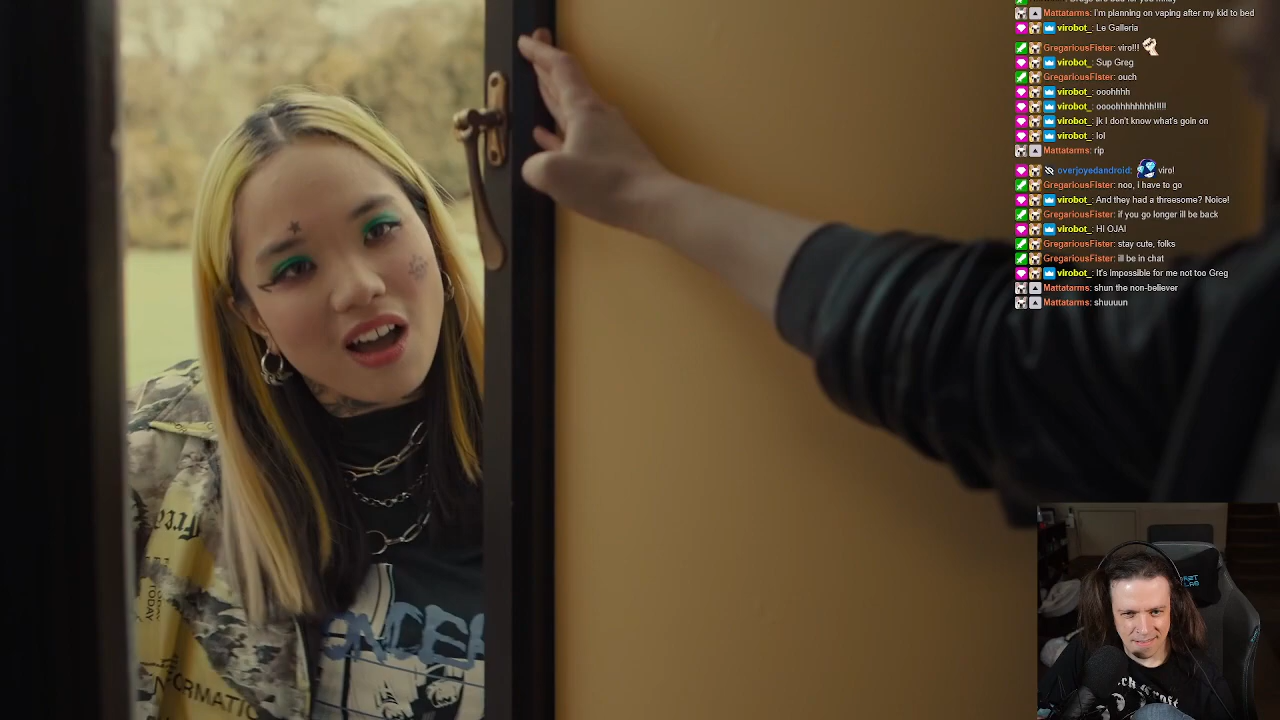 Mattatarms: I'm planning on vaping after my kid to bed
virobot_: Le Galleria
GregariousFister: viro!!!
virobot_: Sup Greg
GregariousFister: ouch
virobot_: ooohhhh
virobot_: oooohhhhhhhh!!!!!
virobot_: jk I don't know what's goin on
virobot_: lol
Mattatarms: rip
overjoyedandroid: viro!
GregariousFister: noo, I have to go
virobot_: And they had a threesome? Noice!
GregariousFister: if you go longer ill be back
virobot_: HI OJA!
GregariousFister: stay cute, folks
GregariousFister: ill be in chat
virobot_: It's impossible for me not too Greg
Mattatarms: shun the non-believer
Mattatarms: shuuuun
TODAY